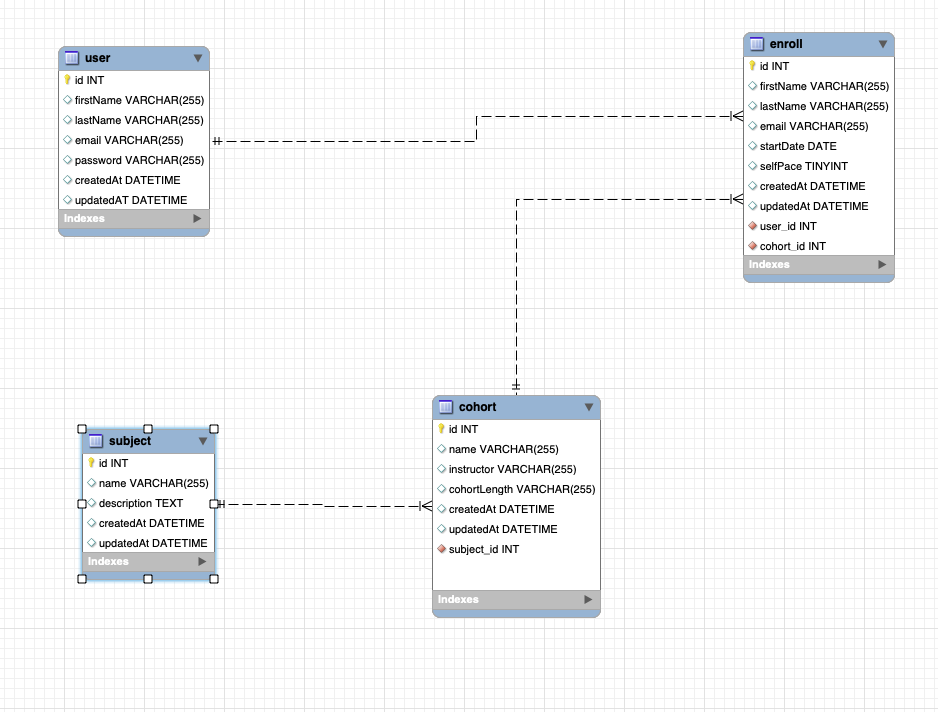 user
id INT
firstName VARCHAR(255)
lastName VARCHAR(255)
email VARCHAR(255)
password VARCHAR(255)
createdAt DATETIME
updatedAT DATETIME
Indexes
enroll
id INT
firstName VARCHAR(255)
lastName VARCHAR(255)
email VARCHAR(255)
startDate DATE
selfPace TINYINT
createdAt DATETIME
updatedAt DATETIME
user_id INT
cohort_id INT
Indexes
subject
id INT
name VARCHAR(255)
description TEXT
createdAt DATETIME
updatedAt DATETIME
Indexes
cohort
id INT
name VARCHAR(255)
instructor VARCHAR(255)
cohortLength VARCHAR(255)
createdAt DATETIME
updatedAt DATETIME
subject_id INT
Indexes